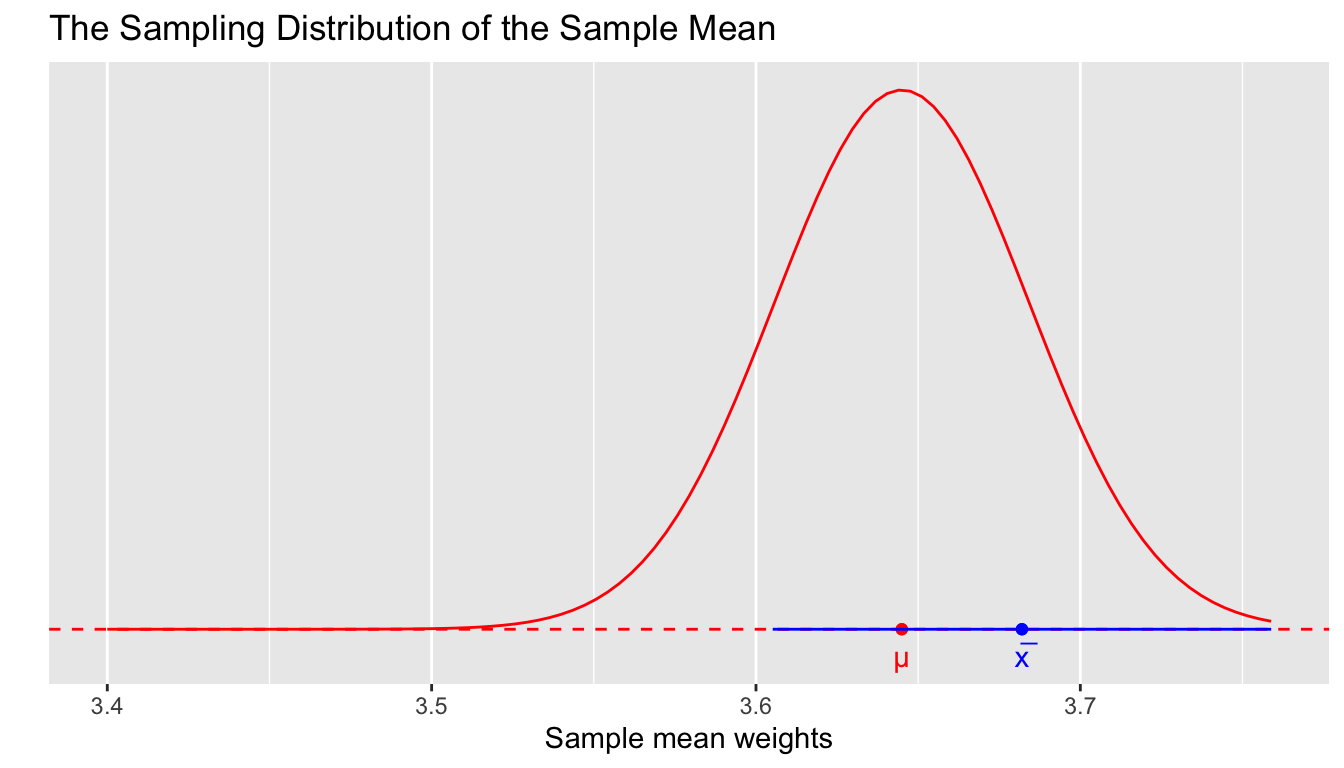 The Sampling Distribution of the Sample Mean
μ x̅
3.4 3.5 3.6 3.7
Sample mean weights